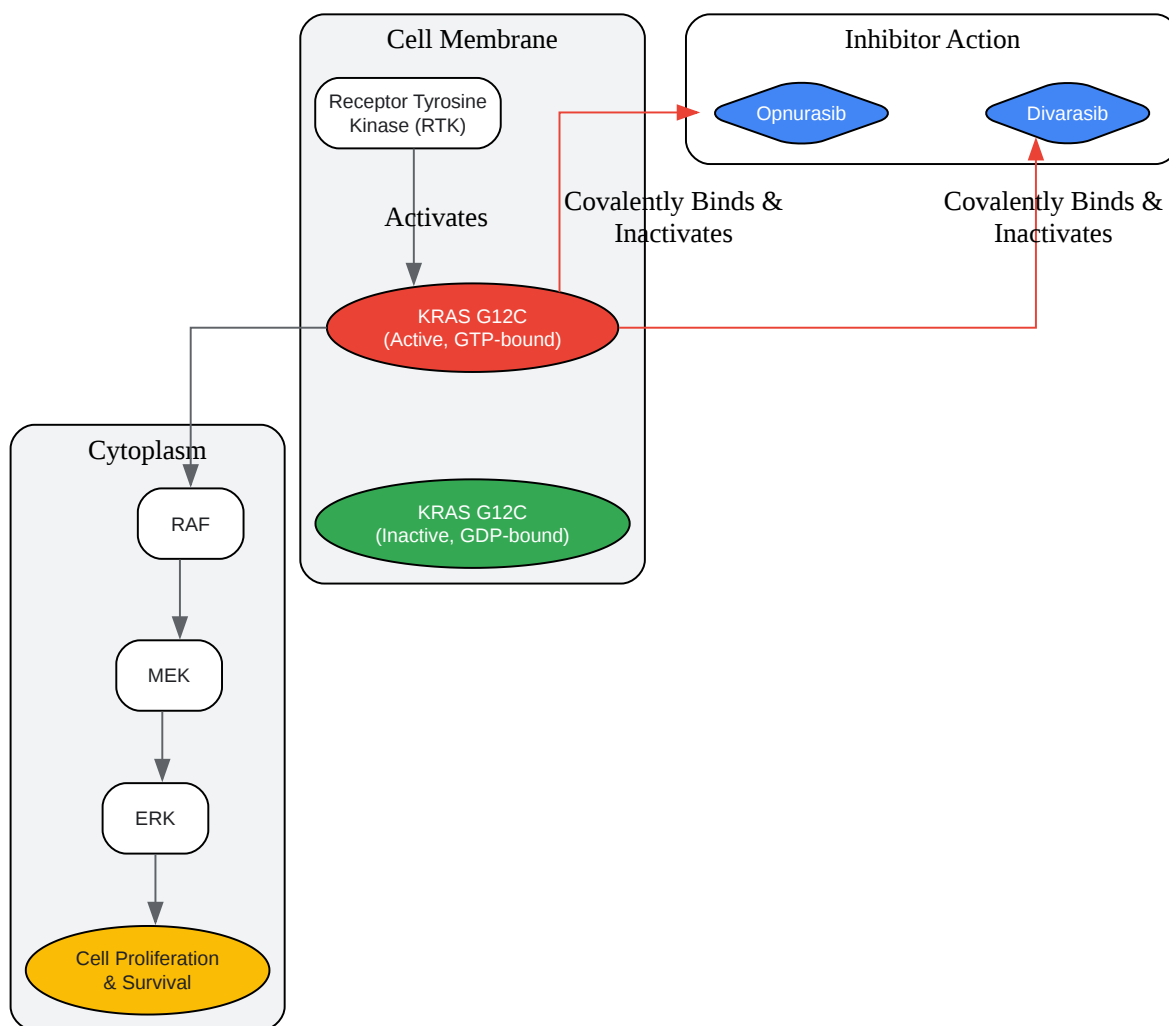 Cell Membrane
Inhibitor Action
Receptor Tyrosine
Kinase (RTK)
Opnurasib
Divarasib
Activates
Covalently Binds &
Inactivates
Covalently Binds &
Inactivates
KRAS G12C
(Active, GTP-bound)
Cytoplasm
RAF
KRAS G12C
(Inactive, GDP-bound)
MEK
ERK
Cell Proliferation
& Survival